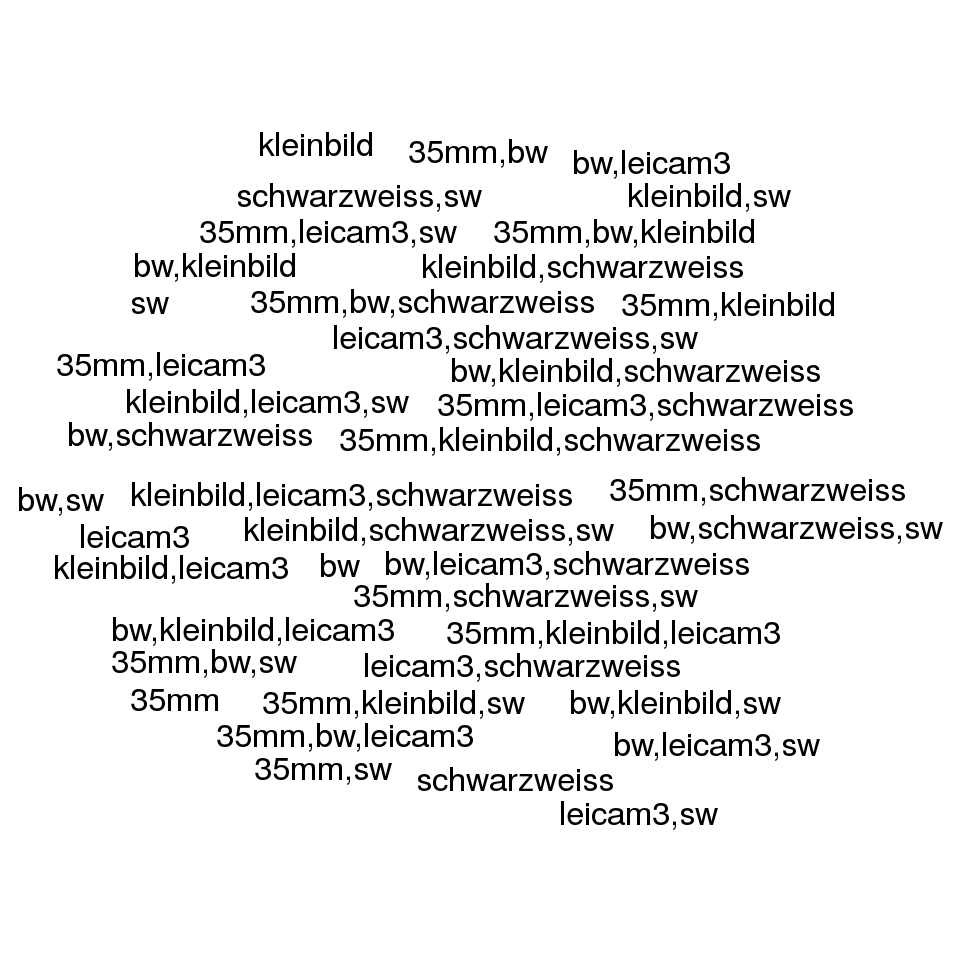 kleinbild 35mm,bw bw,leicam3
schwarzweiss,sw kleinbild,sw
35mm,leicam3,sw 35mm,bw,kleinbild
bw,kleinbild kleinbild,schwarzweiss
sw 35mm,bw,schwarzweiss 35mm,kleinbild
leicam3,schwarzweiss,sw
35mm,leicam3 bw,kleinbild,schwarzweiss
kleinbild,leicam3,sw 35mm,leicam3,schwarzweiss
bw,schwarzweiss 35mm,kleinbild,schwarzweiss
bw,sw kleinbild,leicam3,schwarzweiss 35mm,schwarzweiss
leicam3 kleinbild,schwarzweiss,sw bw,schwarzweiss,sw
kleinbild,leicam3 bw bw,leicam3,schwarzweiss
35mm,schwarzweiss,sw
bw,kleinbild,leicam3 35mm,kleinbild,leicam3
35mm,bw,sw leicam3,schwarzweiss
35mm 35mm,kleinbild,sw bw,kleinbild,sw
35mm,bw,leicam3 bw,leicam3,sw
35mm,sw schwarzweiss
leicam3,sw